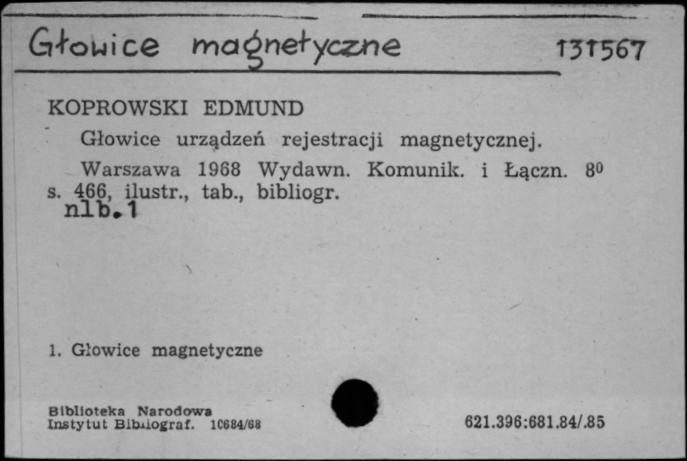 Głowice magnetyczne 131567
KOPROWSKI EDMUND
Głowice urządzeń rejestracji magnetycznej.
Warszawa 1968 Wydawn. Komunik. i Łączn. 8⁰
s. 466, ilustr., tab., bibliogr.
nlb.1
1. Głowice magnetyczne
Biblioteka Narodowa
Instytut Bibliograf. 10684/68 621.396:681.84/.85